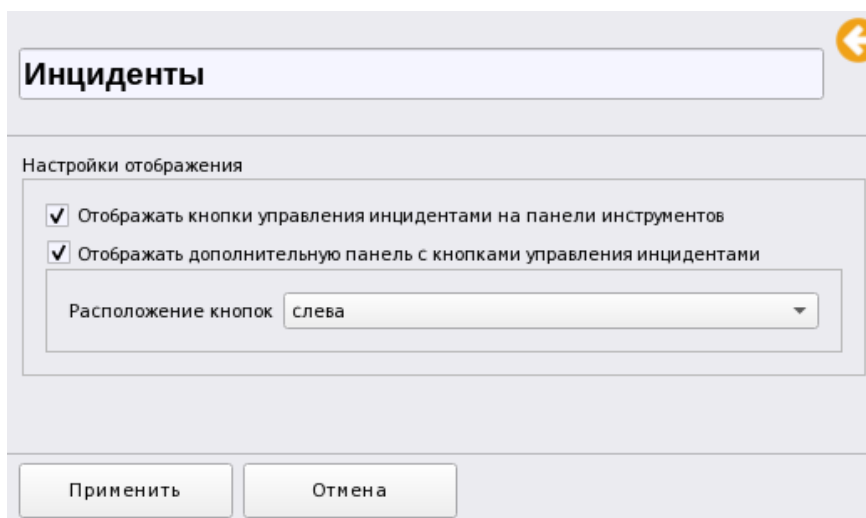 Инциденты
Настройки отображения
Отображать кнопки управления инцидентами на панели инструментов
Отображать дополнительную панель с кнопками управления инцидентами
Расположение кнопок слева
Применить Отмена